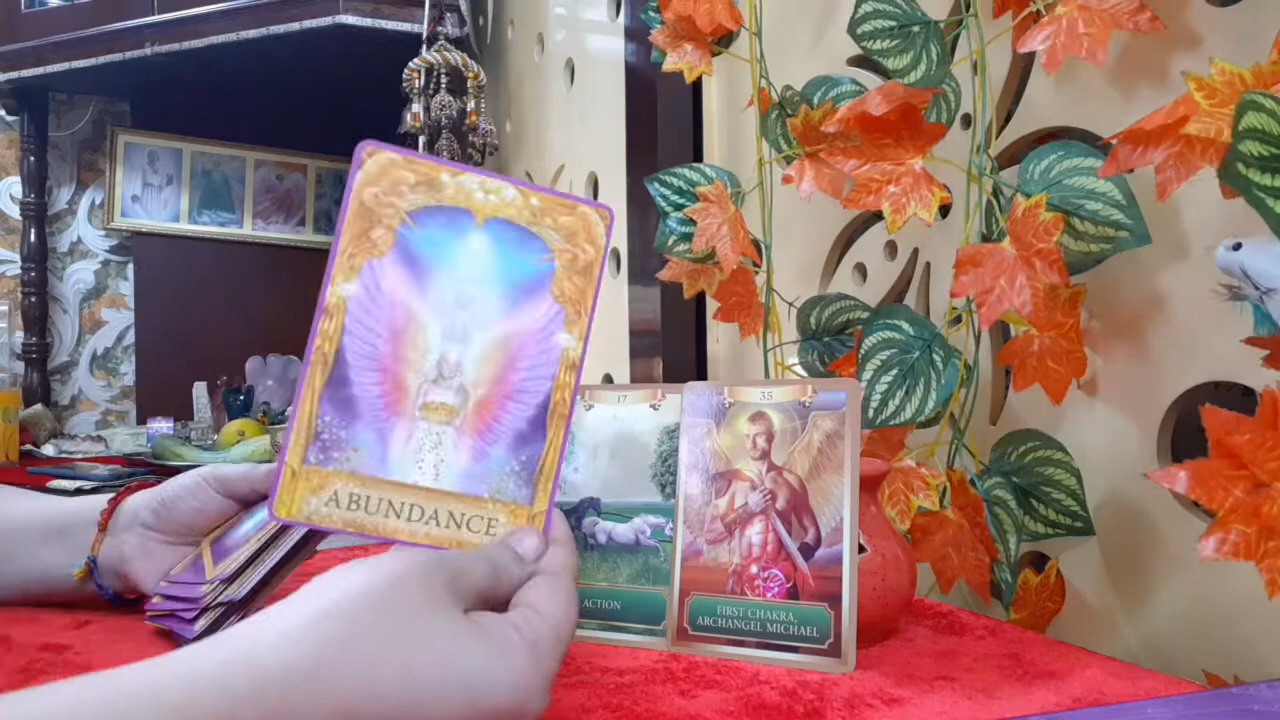 ABUNDANCE
17
ACTION
35
FIRST CHAKRA,
ARCHANGEL MICHAEL